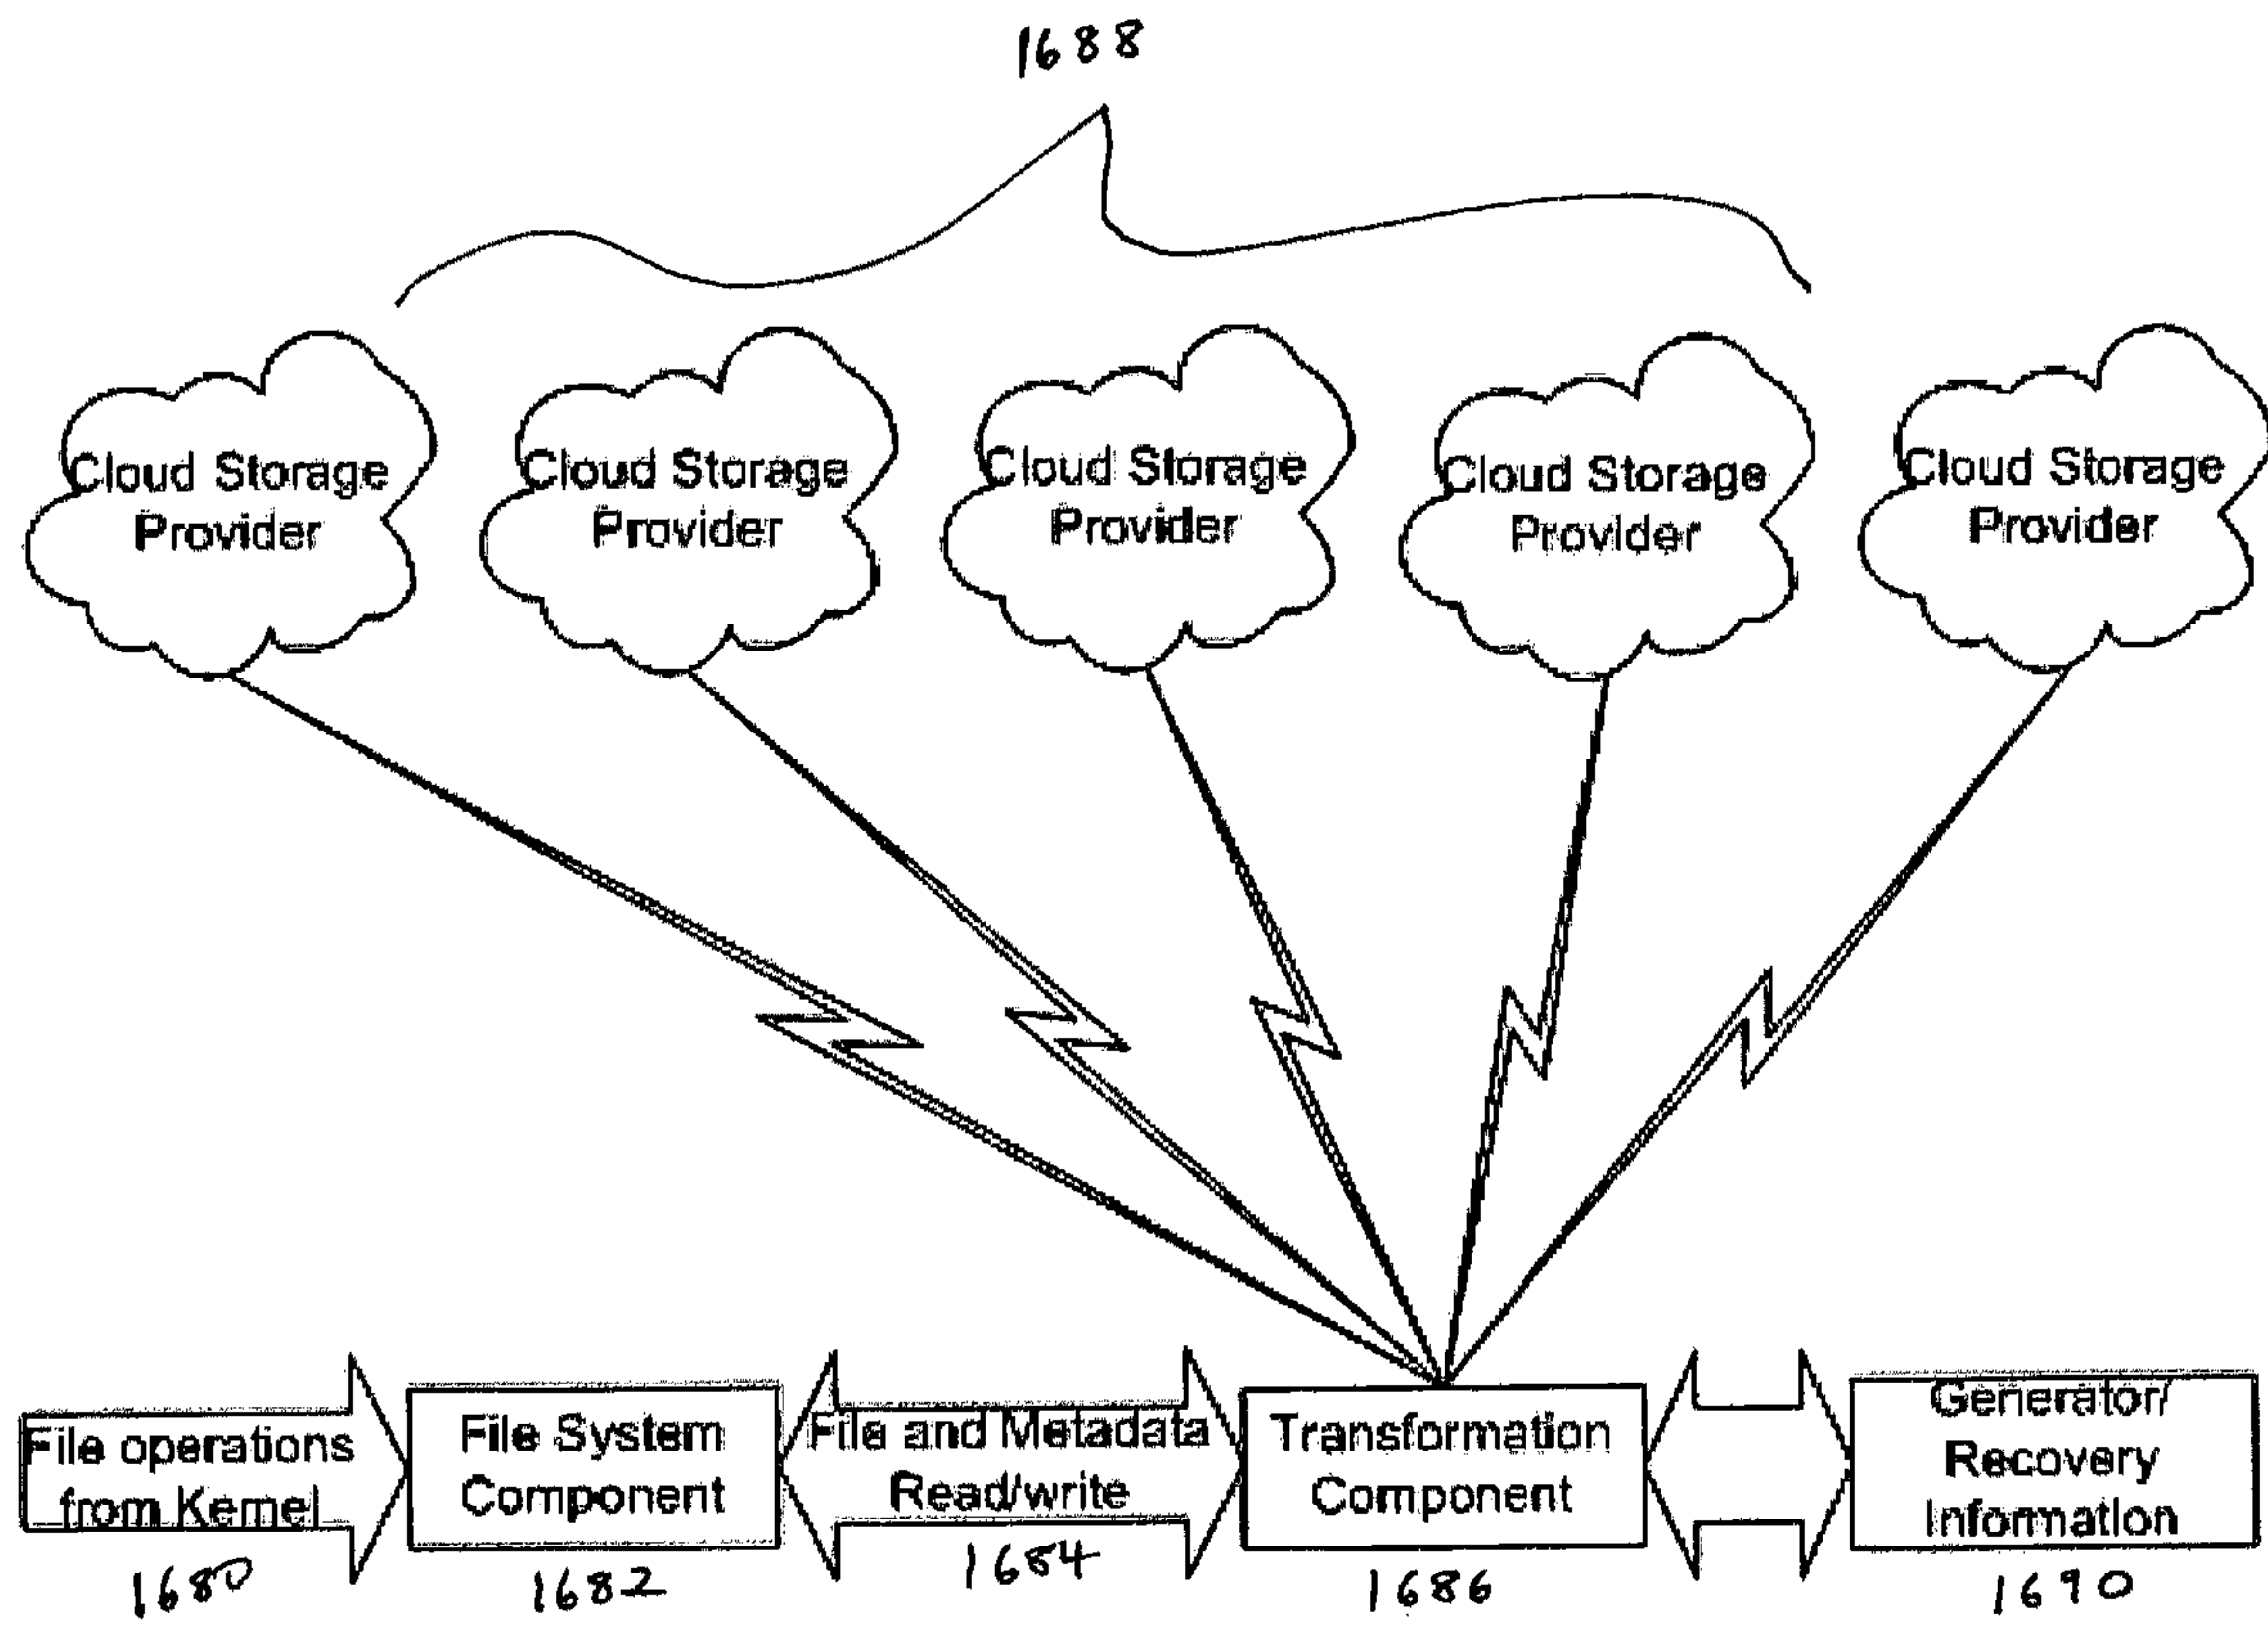 1688
Cloud Storage
Provider
Cloud Storage
Provider
Cloud Storage
Provider
Cloud Storage
Provider
Cloud Storage
Provider
File operations
from Kernel
1680
File System
Component
1682
File and Metadata
Read/write
1684
Transformation
Component
1686
Generator/
Recovery
Information
1690